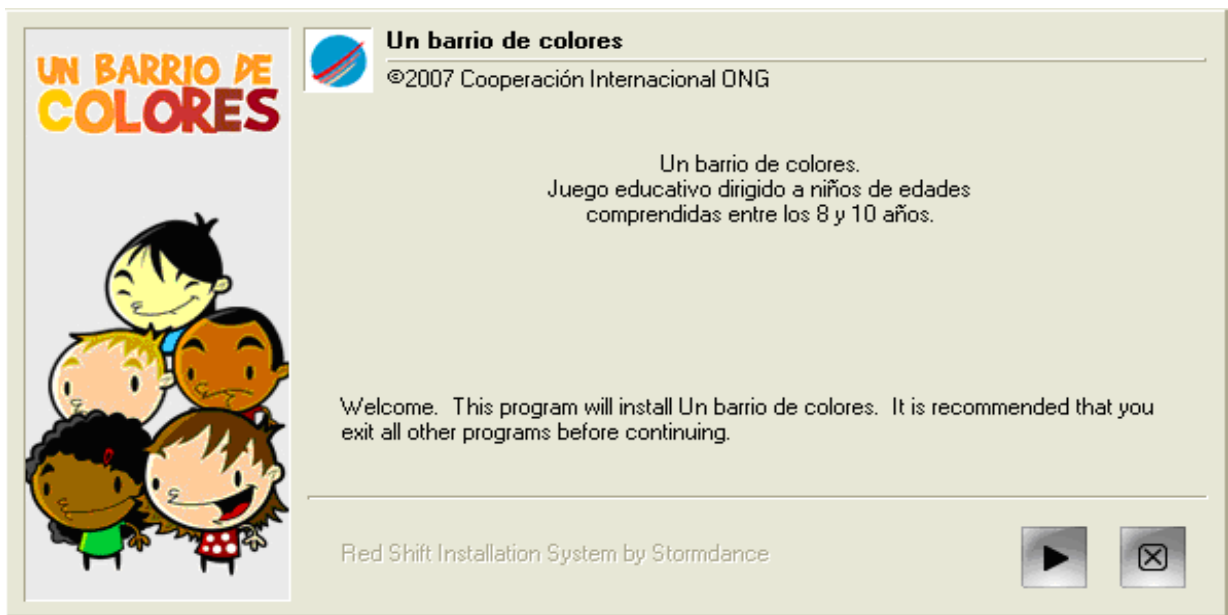 UN BARRIO DE
COLORES
Un barrio de colores
©2007 Cooperación Internacional ONG
Un barrio de colores.
Juego educativo dirigido a niños de edades
comprendidas entre los 8 y 10 años.
Welcome.  This program will install Un barrio de colores.  It is recommended that you
exit all other programs before continuing.
Red Shift Installation System by Stormdance